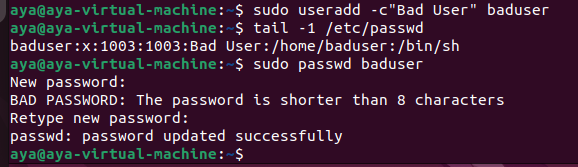 aya@aya-virtual-machine:~$ sudo useradd -c"Bad User" baduser
aya@aya-virtual-machine:~$ tail -1 /etc/passwd
baduser:x:1003:1003:Bad User:/home/baduser:/bin/sh
aya@aya-virtual-machine:~$ sudo passwd baduser
New password:
BAD PASSWORD: The password is shorter than 8 characters
Retype new password:
passwd: password updated successfully
aya@aya-virtual-machine:~$